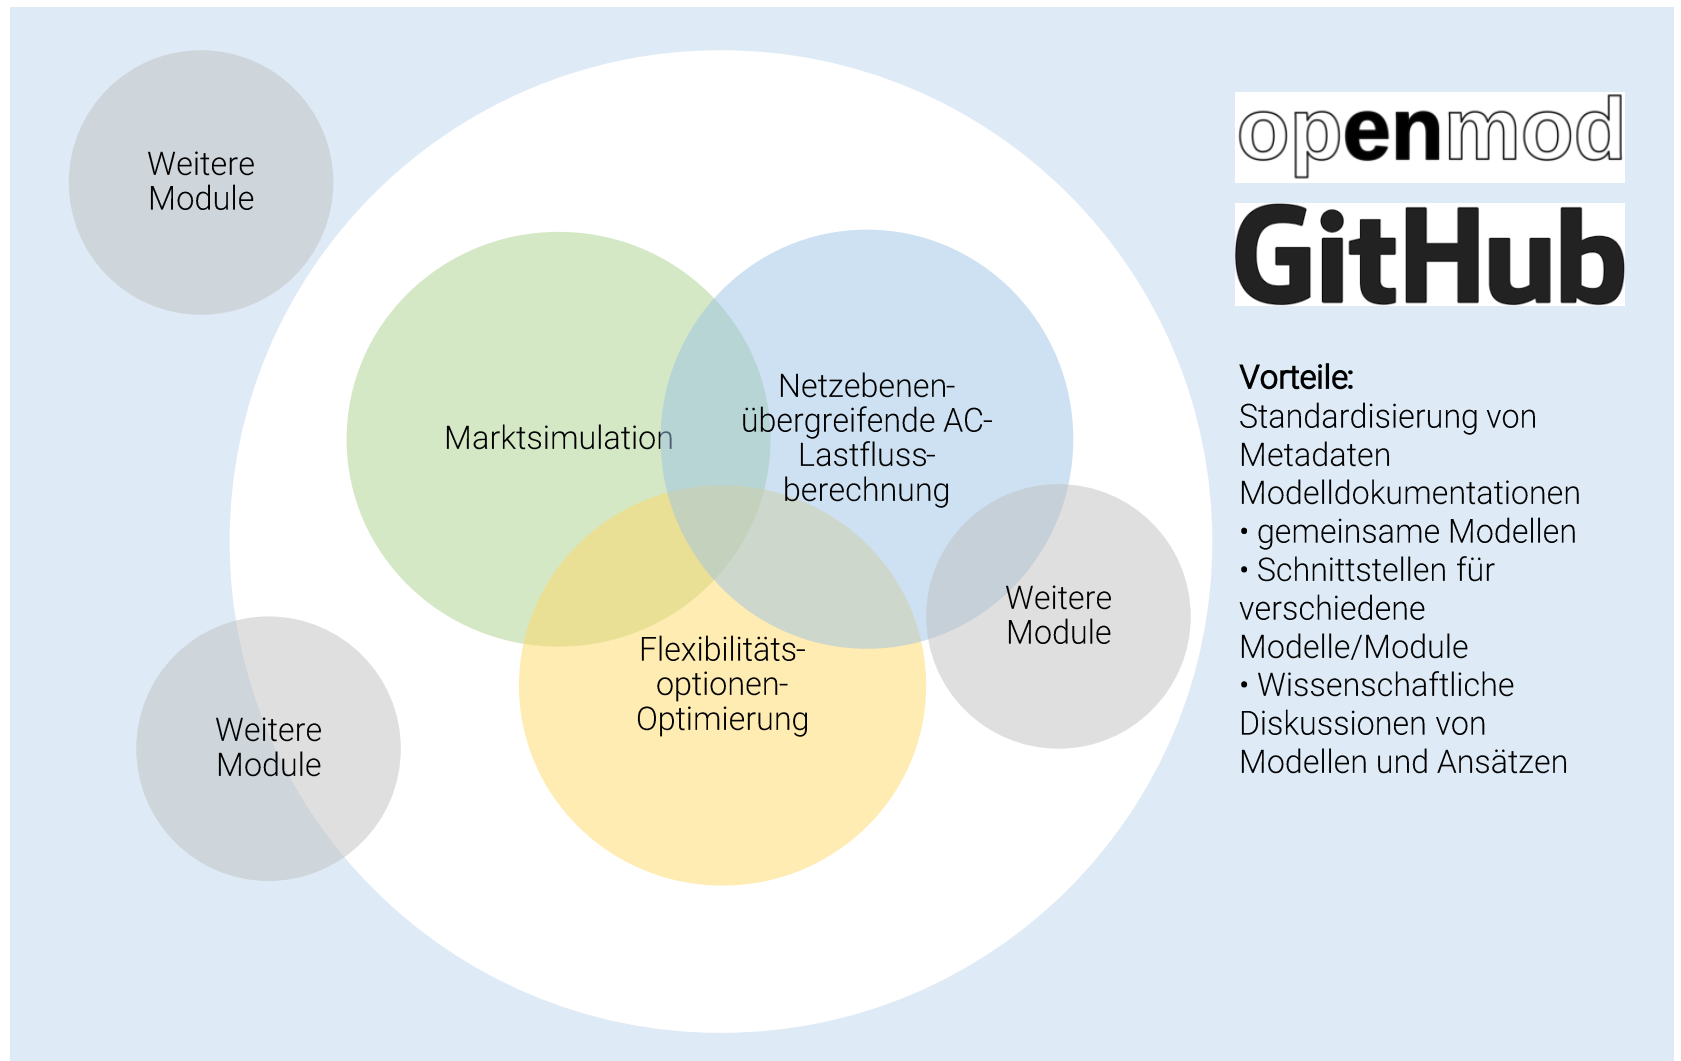 Weitere
Module
Marktsimulation
Netzebenen-
übergreifende AC-
Lastfluss-
berechnung
Weitere
Module
Flexibilitäts-
optionen-
Optimierung
Weitere
Module
openmod
GitHub
Vorteile:
Standardisierung von
Metadaten
Modelldokumentationen
• gemeinsame Modellen
• Schnittstellen für
verschiedene
Modelle/Module
• Wissenschaftliche
Diskussionen von
Modellen und Ansätzen